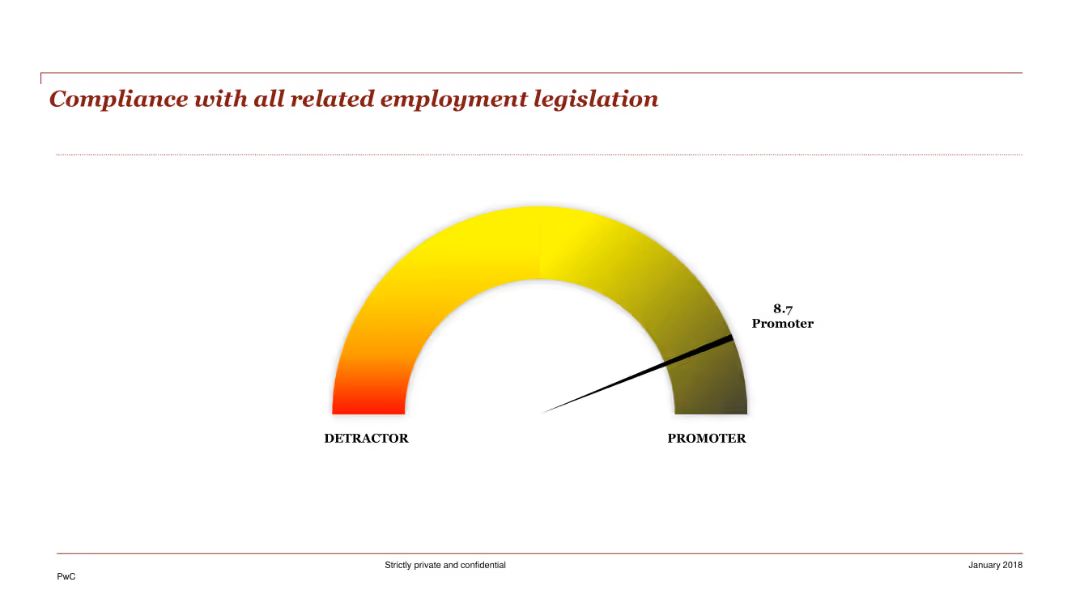 Compliance with all related employment legislation
8.7
Promoter
DETRACTOR
PROMOTER
Strictly private and confidential
January 2018
PwC